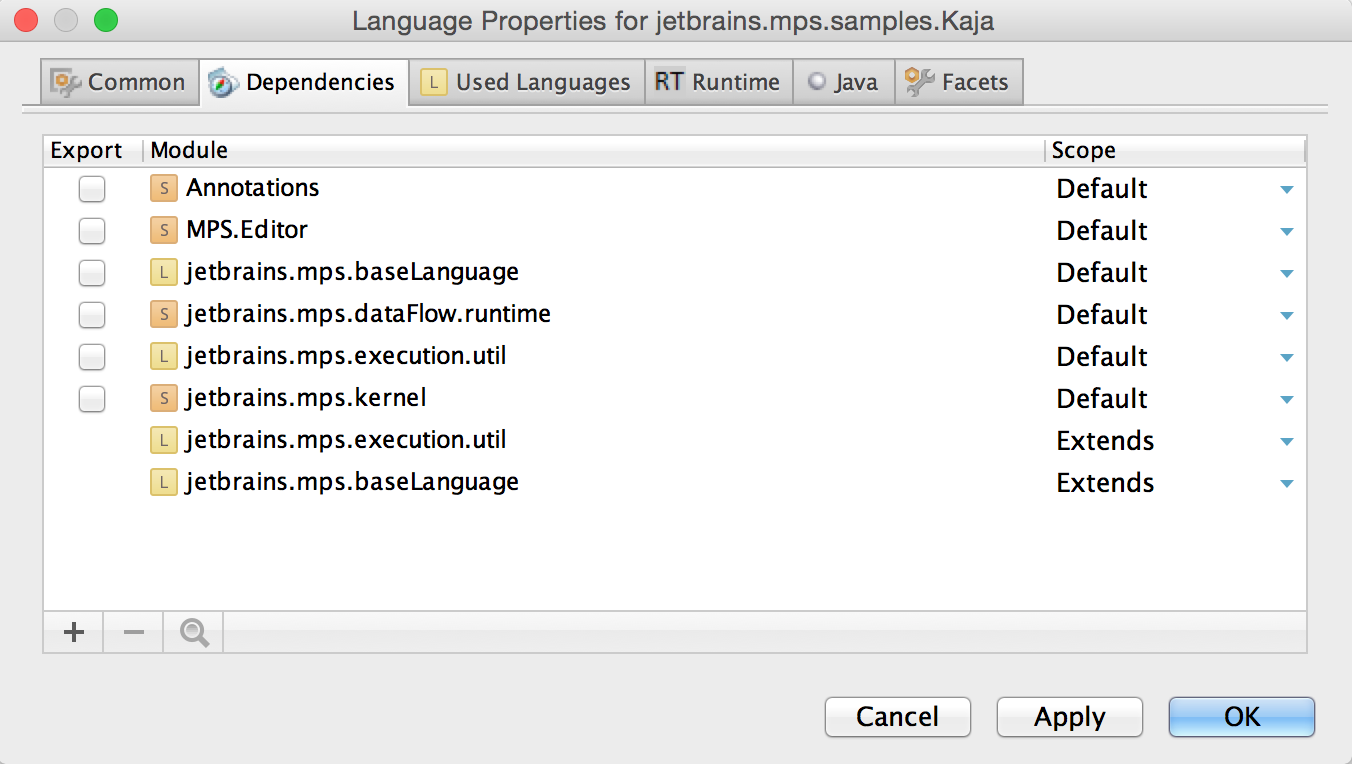 Language Properties for jetbrains.mps.samples.Kaja
Common Dependencies L Used Languages RT Runtime Java Facets
Export Module Scope
S Annotations Default
S MPS.Editor Default
L jetbrains.mps.baseLanguage Default
S jetbrains.mps.dataFlow.runtime Default
L jetbrains.mps.execution.util Default
S jetbrains.mps.kernel Default
L jetbrains.mps.execution.util Extends
L jetbrains.mps.baseLanguage Extends
Cancel Apply OK